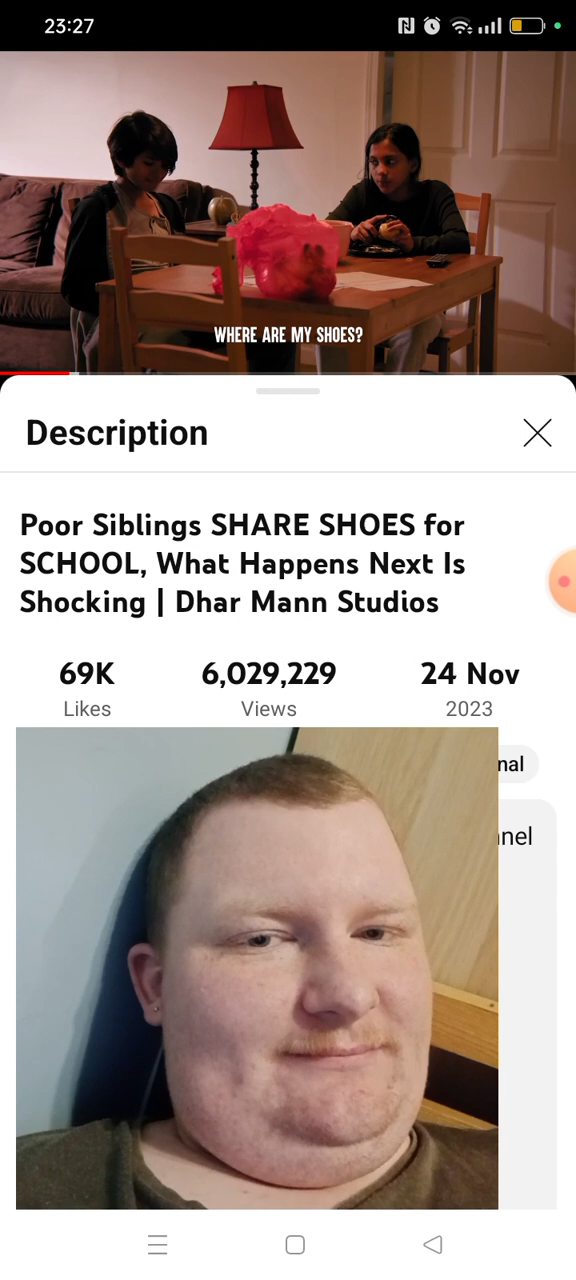 23:27
WHERE ARE MY SHOES?
Description
Poor Siblings SHARE SHOES for
SCHOOL, What Happens Next Is
Shocking | Dhar Mann Studios
69K
6,029,229
24 Nov
Likes
Views
2023